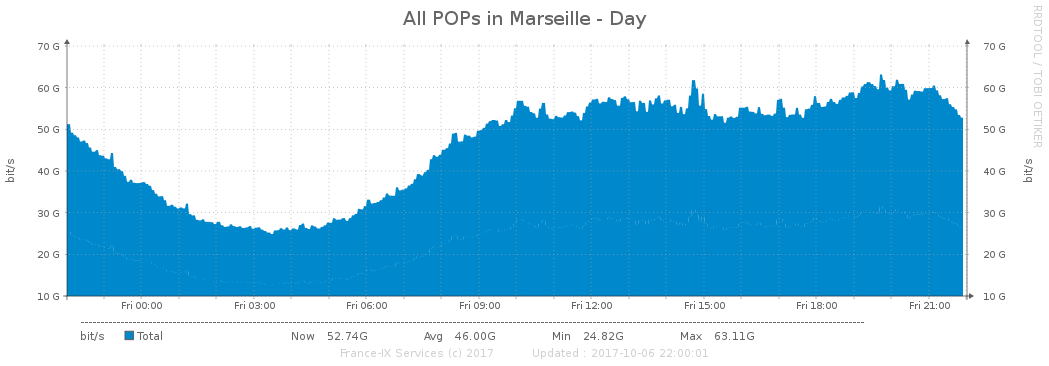 All POPs in Marseille - Day
RRDTOOL / TOBI OETIKER
70 G 70 G
60 G 60 G
50 G 50 G
40 G 40 G
30 G 30 G
20 G 20 G
10 G 10 G
bit/s
bit/s
Fri 00:00 Fri 03:00 Fri 06:00 Fri 09:00 Fri 12:00 Fri 15:00 Fri 18:00 Fri 21:00
bit/s Total Now 52.74G Avg 46.00G Min 24.82G Max 63.11G
France-IX Services (c) 2017 Updated : 2017-10-06 22:00:01